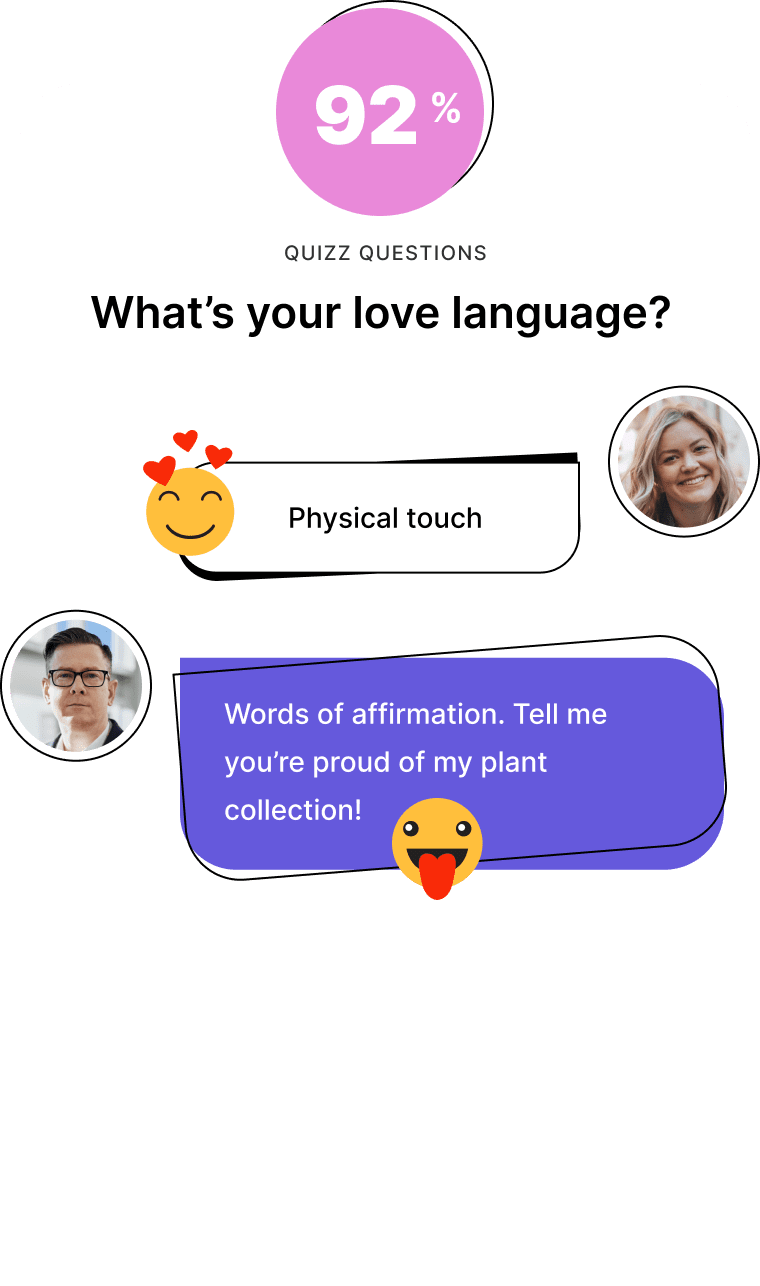 92 %
QUIZZ QUESTIONS
What’s your love language?
Physical touch
Words of affirmation. Tell me
you’re proud of my plant
collection!